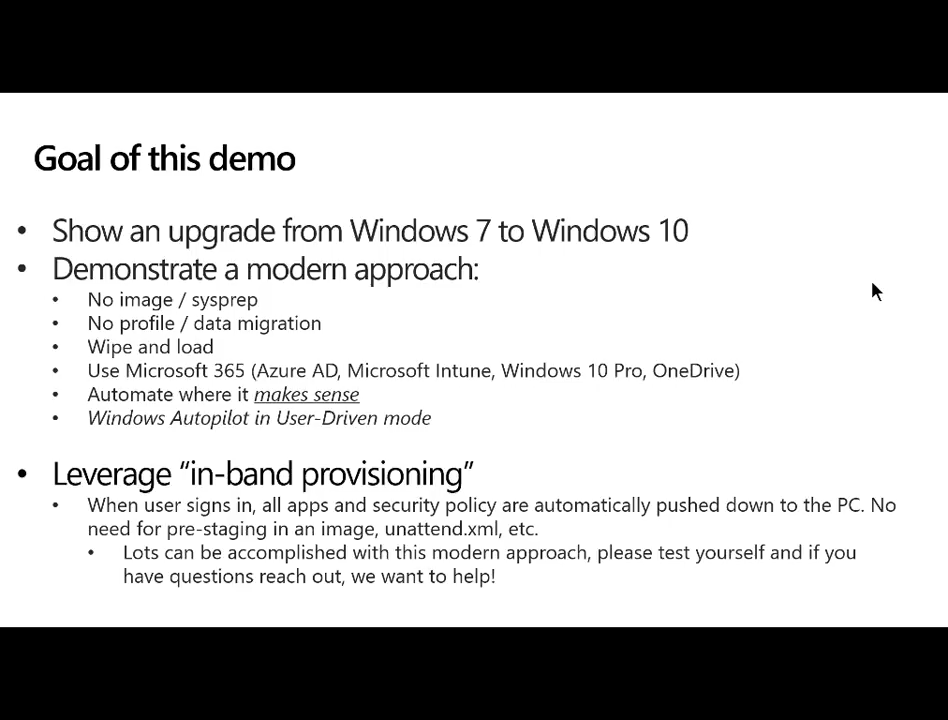 Goal of this demo
• Show an upgrade from Windows 7 to Windows 10
• Demonstrate a modern approach:
• No image / sysprep
• No profile / data migration
• Wipe and load
• Use Microsoft 365 (Azure AD, Microsoft Intune, Windows 10 Pro, OneDrive)
• Automate where it makes sense
• Windows Autopilot in User-Driven mode
• Leverage “in-band provisioning”
• When user signs in, all apps and security policy are automatically pushed down to the PC. No
need for pre-staging in an image, unattend.xml, etc.
• Lots can be accomplished with this modern approach, please test yourself and if you
have questions reach out, we want to help!